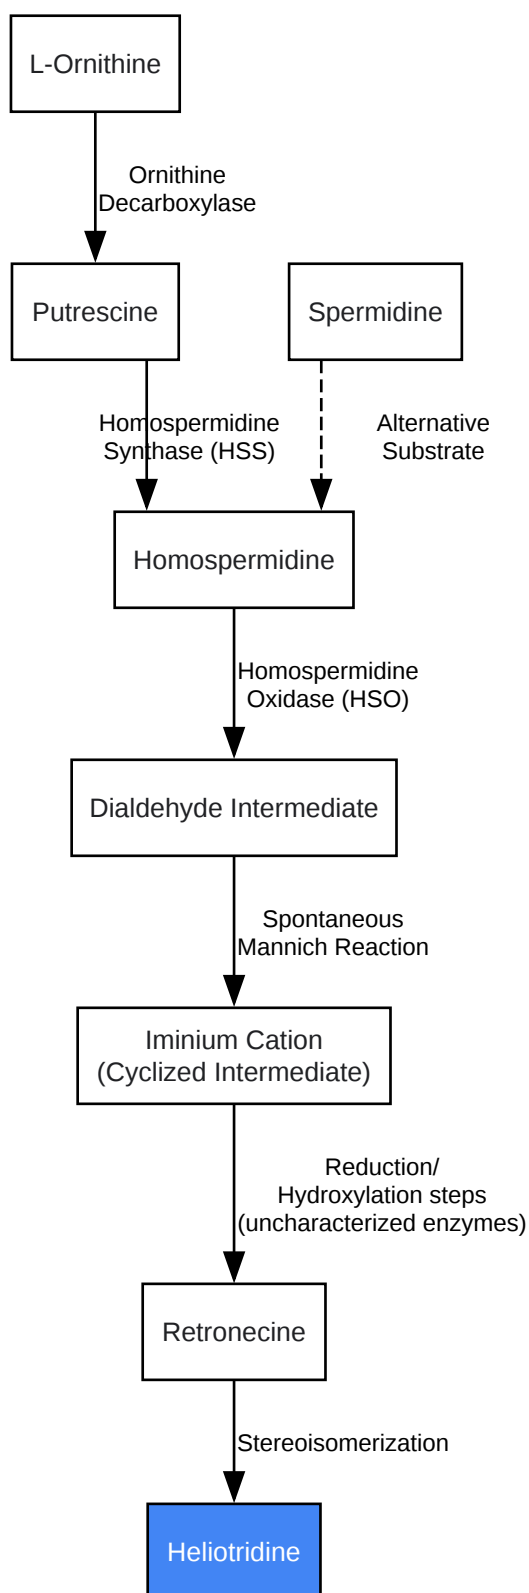 L-Ornithine
Ornithine
Decarboxylase
Putrescine
Spermidine
Homospermidine
Synthase (HSS)
Alternative
Substrate
Homospermidine
Homospermidine
Oxidase (HSO)
Dialdehyde Intermediate
Spontaneous
Mannich Reaction
Iminium Cation
(Cyclized Intermediate)
Reduction/
Hydroxylation steps
(uncharacterized enzymes)
Retronecine
Stereoisomerization
Heliotridine